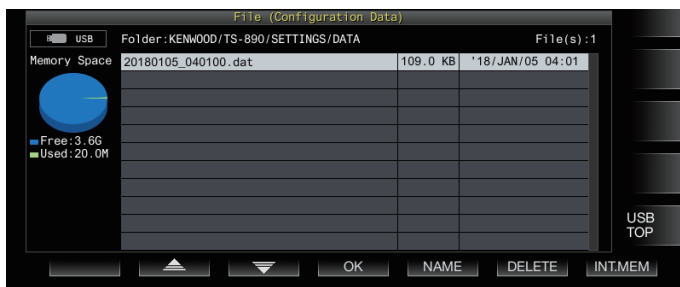 File (Configuration Data)
USB Folder:KENWOOD/TS-890/SETTINGS/DATA File(s):1
Memory Space 20180105_040100.dat 109.0 KB '18/JAN/05 04:01
Free:3.6G
Used:20.0M
USB
TOP
OK NAME DELETE INT.MEM